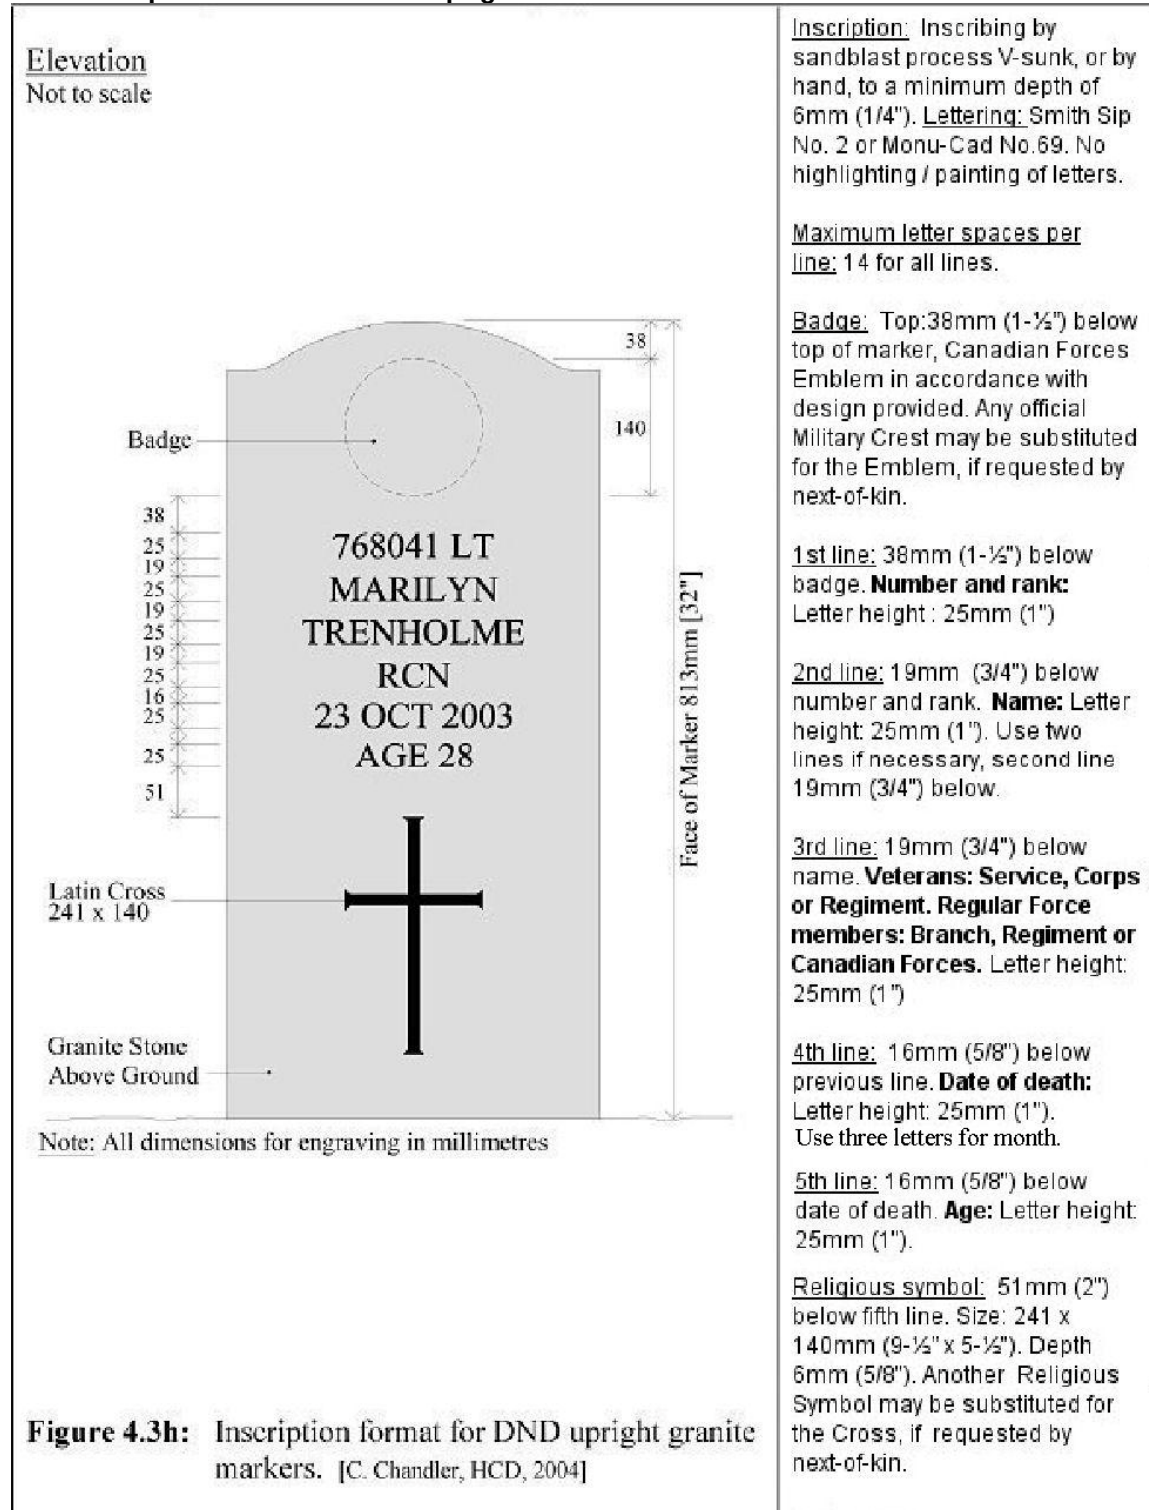 Elevation
Not to scale
38
140
Badge
38
25
19
25
19
25
19
25
16
25
25
51
768041 LT
MARILYN
TRENHOLME
RCN
23 OCT 2003
AGE 28
Face of Marker 813mm [32"]
Latin Cross
241 x 140
Granite Stone
Above Ground
Note: All dimensions for engraving in millimetres
Figure 4.3h: Inscription format for DND upright granite
markers. [C. Chandler, HCD, 2004]
Inscription: Inscribing by
sandblast process V-sunk, or by
hand, to a minimum depth of
6mm (1/4"). Lettering: Smith Sip
No. 2 or Monu-Cad No.69. No
highlighting / painting of letters.
Maximum letter spaces per
line: 14 for all lines.
Badge: Top:38mm (1-½") below
top of marker, Canadian Forces
Emblem in accordance with
design provided. Any official
Military Crest may be substituted
for the Emblem, if requested by
next-of-kin.
1st line: 38mm (1-½") below
badge. Number and rank:
Letter height : 25mm (1")
2nd line: 19mm (3/4") below
number and rank. Name: Letter
height: 25mm (1"). Use two
lines if necessary, second line
19mm (3/4") below.
3rd line: 19mm (3/4") below
name. Veterans: Service, Corps
or Regiment. Regular Force
members: Branch, Regiment or
Canadian Forces. Letter height:
25mm (1")
4th line: 16mm (5/8") below
previous line. Date of death:
Letter height: 25mm (1").
Use three letters for month.
5th line: 16mm (5/8") below
date of death. Age: Letter height:
25mm (1").
Religious symbol: 51mm (2")
below fifth line. Size: 241 x
140mm (9-½" x 5-½"). Depth
6mm (5/8"). Another Religious
Symbol may be substituted for
the Cross, if requested by
next-of-kin.